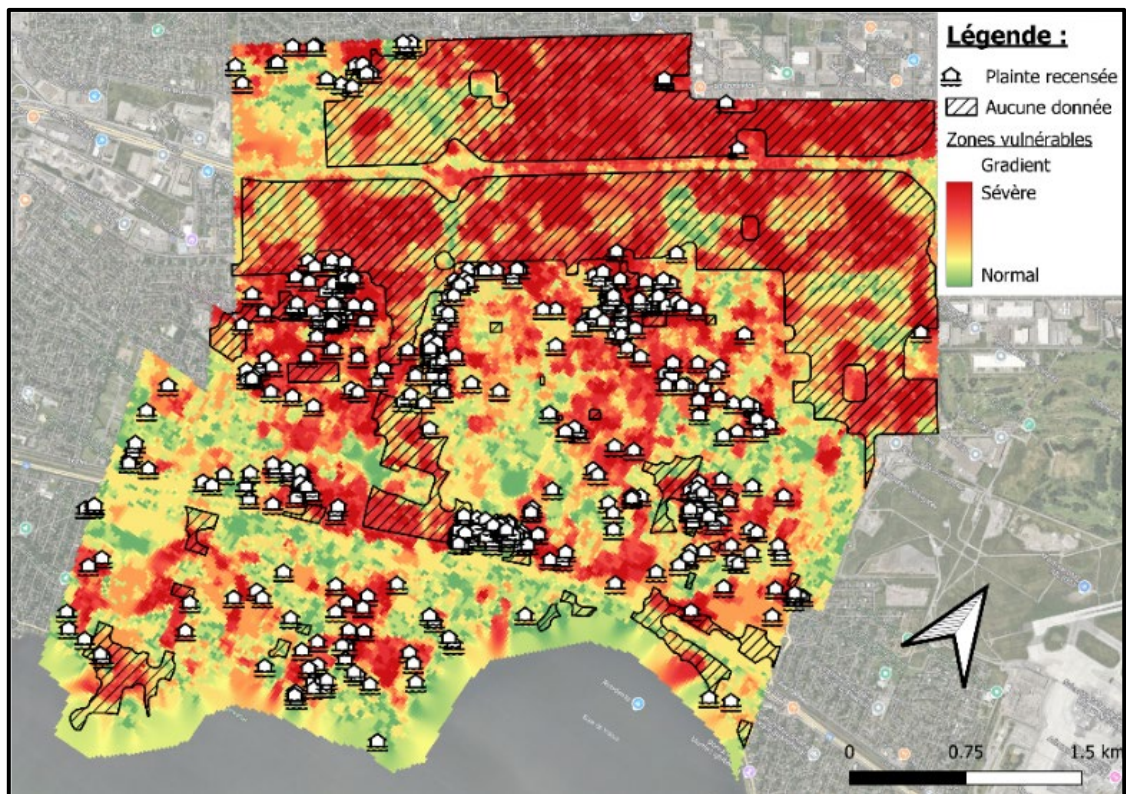 Légende :
Plainte recensée
Aucune donnée
Zones vulnérables
Gradient
Sévère
Normal
0 0.75 1.5 km